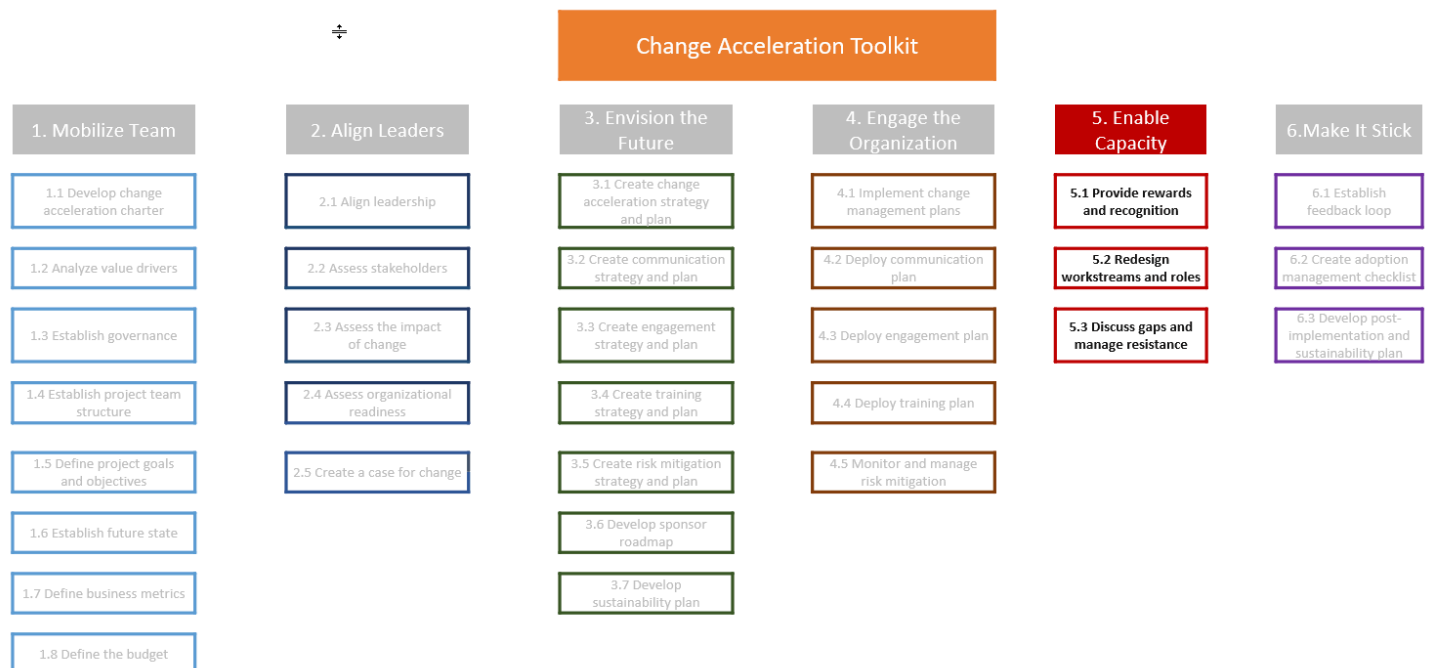 Change Acceleration Toolkit
1. Mobilize Team
1.1 Develop change
acceleration charter
1.2 Analyze value drivers
1.3 Establish governance
1.4 Establish project team
structure
1.5 Define project goals
and objectives
1.6 Establish future state
1.7 Define business metrics
1.8 Define the budget
2. Align Leaders
2.1 Align leadership
2.2 Assess stakeholders
2.3 Assess the impact
of change
2.4 Assess organizational
readiness
2.5 Create a case for change
3. Envision the
Future
3.1 Create change
acceleration strategy
and plan
3.2 Create communication
strategy and plan
3.3 Create engagement
strategy and plan
3.4 Create training
strategy and plan
3.5 Create risk mitigation
strategy and plan
3.6 Develop sponsor
roadmap
3.7 Develop
sustainability plan
4. Engage the
Organization
4.1 Implement change
management plans
4.2 Deploy communication
plan
4.3 Deploy engagement plan
4.4 Deploy training plan
4.5 Monitor and manage
risk mitigation
5. Enable
Capacity
5.1 Provide rewards
and recognition
5.2 Redesign
workstreams and roles
5.3 Discuss gaps and
manage resistance
6.Make It Stick
6.1 Establish
feedback loop
6.2 Create adoption
management checklist
6.3 Develop post-
implementation and
sustainability plan